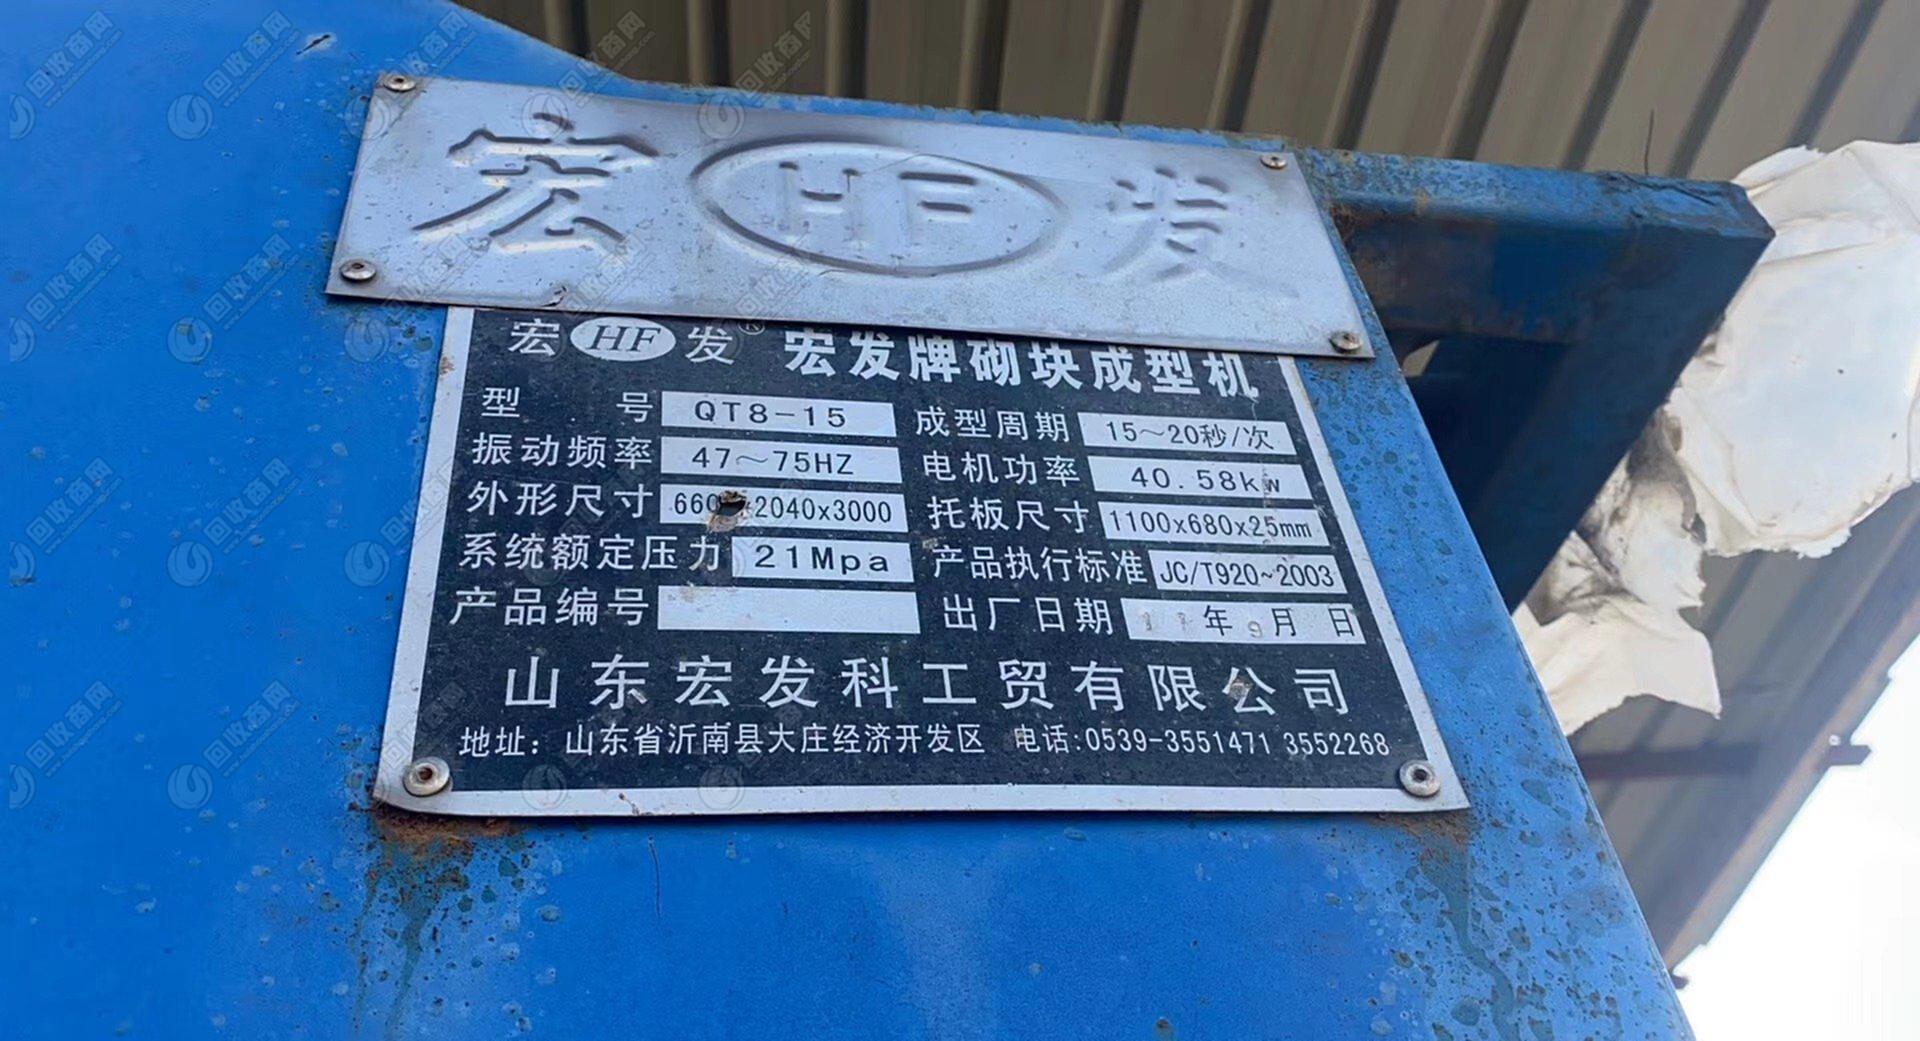 宏 HF 发
宏 HF 发® 宏发牌砌块成型机
型 号 QT8-15 成型周期 15～20秒/次
振动频率 47～75HZ 电机功率 40.58kw
外形尺寸 660 2040x3000 托板尺寸 1100x680x25mm
系统额定压力 21Mpa 产品执行标准 JC/T920~2003
产品编号 出厂日期 年 9月 日
山东宏发科工贸有限公司
地址：山东省沂南县大庄经济开发区 电话:0539-3551471 3552268
回收商网